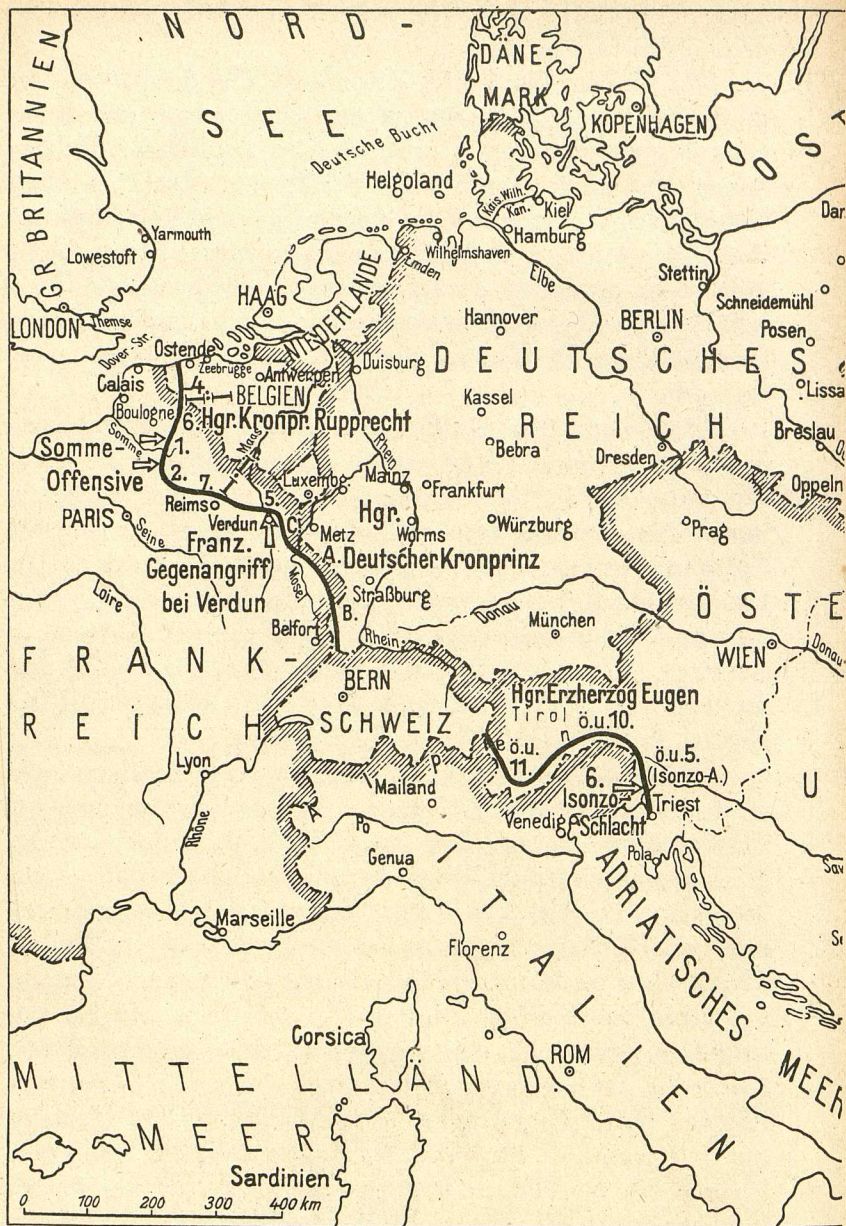 NORD-
SEE
GR BRITANNIEN
DÄNE-
MARK
KOPENHAGEN
OST
Deutsche Bucht
Helgoland
Kais. Wilh.
Kan.
Kiel
Hamburg
Wilhelmshaven
Emden
Elbe
Stettin
Schneidemühl
Posen
BERLIN
Hannover
Yarmouth
Lowestoft
LONDON
Themse
HAAG
NIEDERLANDE
Dover-Str.
Ostende
Zeebrügge
Antwerpen
Duisburg
DEUTSCHES
REICH
Lissa
Calais
4.
BELGIEN
Boulogne
6.
Hgr. Kronpr. Rupprecht
Kassel
Bebra
Dresden
Breslau
Oppeln
Somme
Somme-
Offensive
1.
2.
7.
Maas
Rhein
Luxembg
Mainz
Frankfurt
PARIS
Seine
Reims
Verdun
5.
C.
Metz
Hgr.
Worms
Würzburg
Prag
Franz.
Gegenangriff
bei Verdun
A.
Deutscher Kronprinz
Mosel
Straßburg
B.
Loire
Belfort
Rhein
Donau
München
ÖSTE
WIEN
Donau
FRANK-
REICH
BERN
SCHWEIZ
Hgr. Erzherzog Eugen
Tirol
ö.u.10.
ö.u.
11.
ö.u.5.
(Isonzo-A.)
6.
Isonzo-
Schlacht
Triest
U
Lyon
Rhône
Alpen
Mailand
Venedig
Po
Pola
Sav
Genua
Marseille
Florenz
ITALIEN
ADRIATISCHES
MEER
Corsica
ROM
MITTELLÄND.
MEER
Sardinien
0 100 200 300 400 km